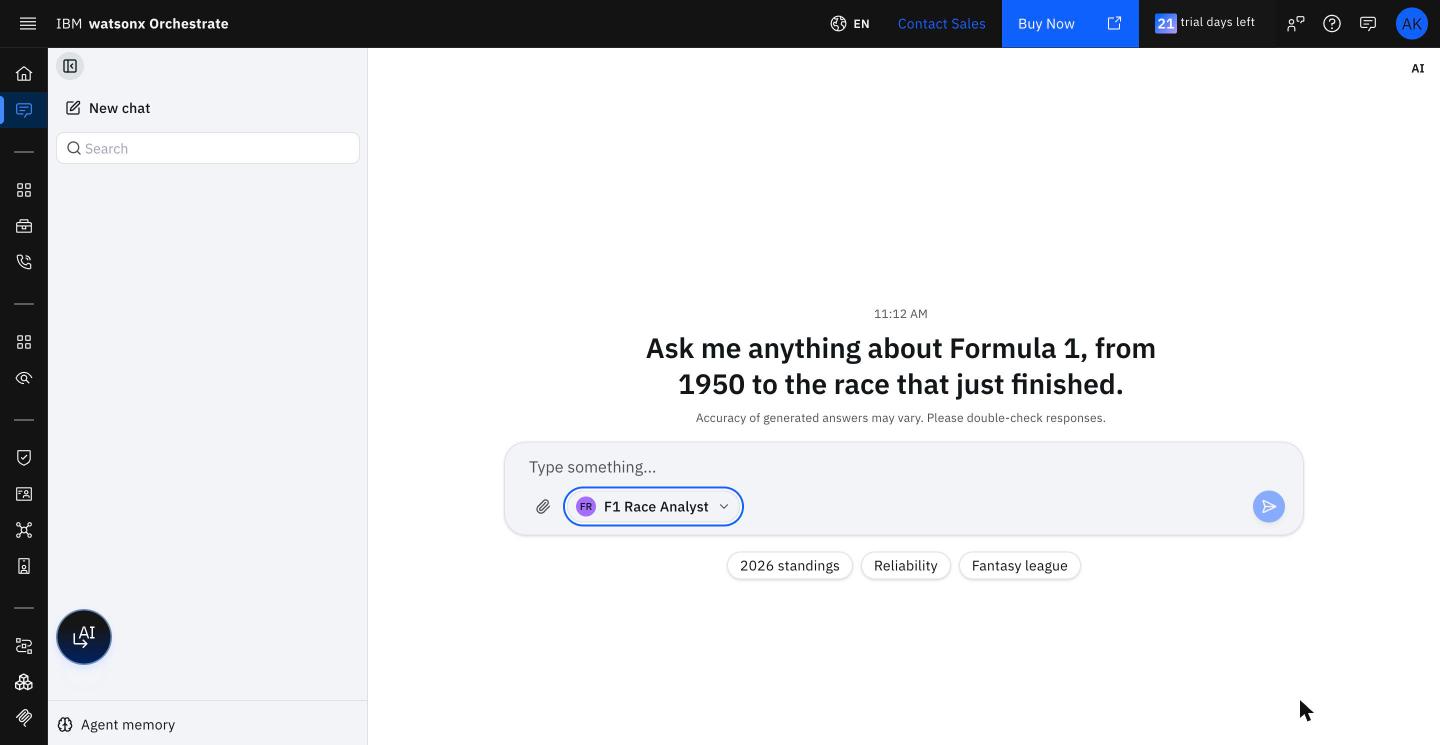 IBM watsonx Orchestrate
EN
Contact Sales
Buy Now
21 trial days left
AK
New chat
Search
AI
Agent memory
AI
11:12 AM
Ask me anything about Formula 1, from
1950 to the race that just finished.
Accuracy of generated answers may vary. Please double-check responses.
Type something...
FR F1 Race Analyst
2026 standings
Reliability
Fantasy league